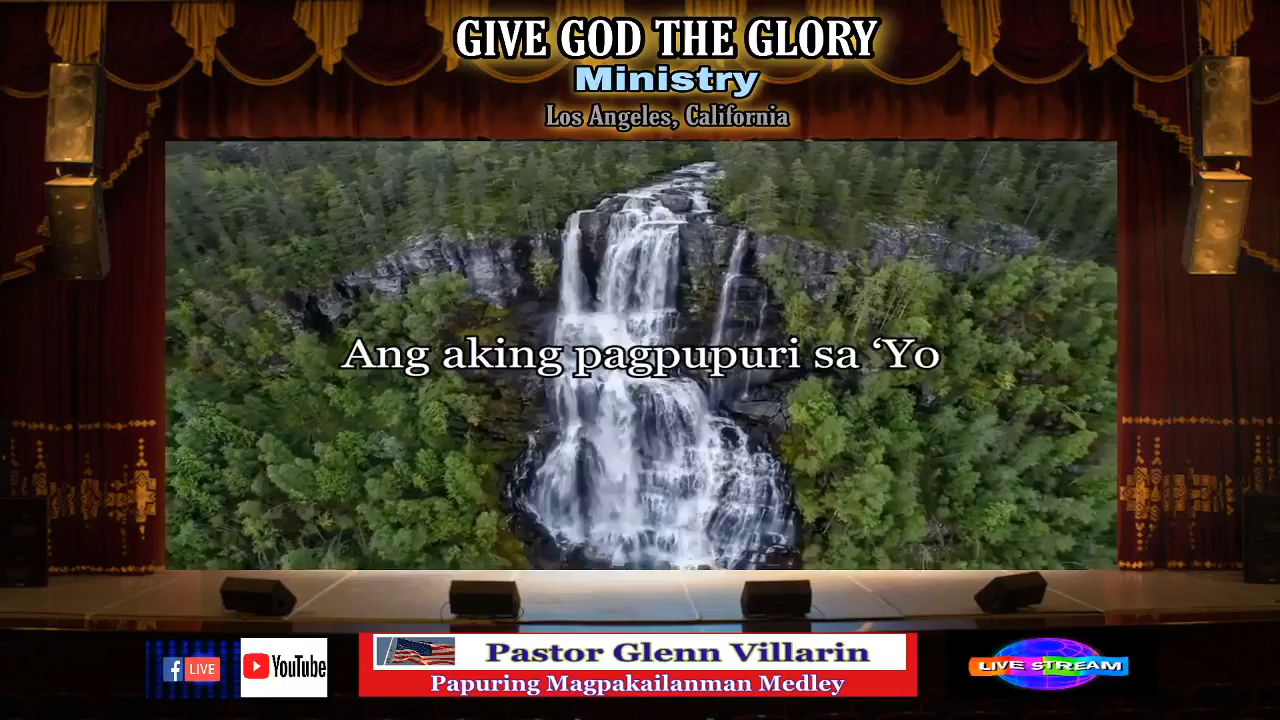 GIVE GOD THE GLORY
Ministry
Los Angeles, California
Ang aking pagpupuri sa ‘Yo
f LIVE
YouTube
Pastor Glenn Villarin
Papuring Magpakailanman Medley
LIVE STREAM